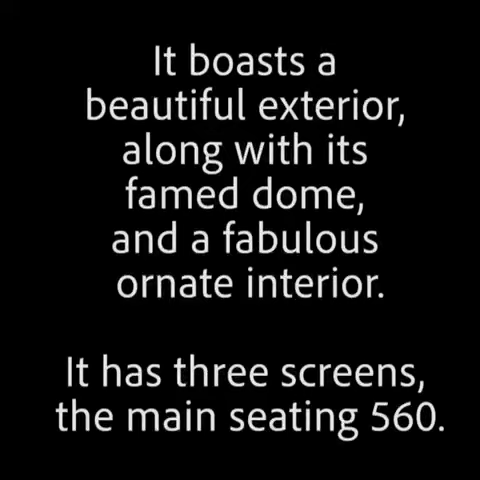 It boasts a
beautiful exterior,
along with its
famed dome,
and a fabulous
ornate interior.
It has three screens,
the main seating 560.